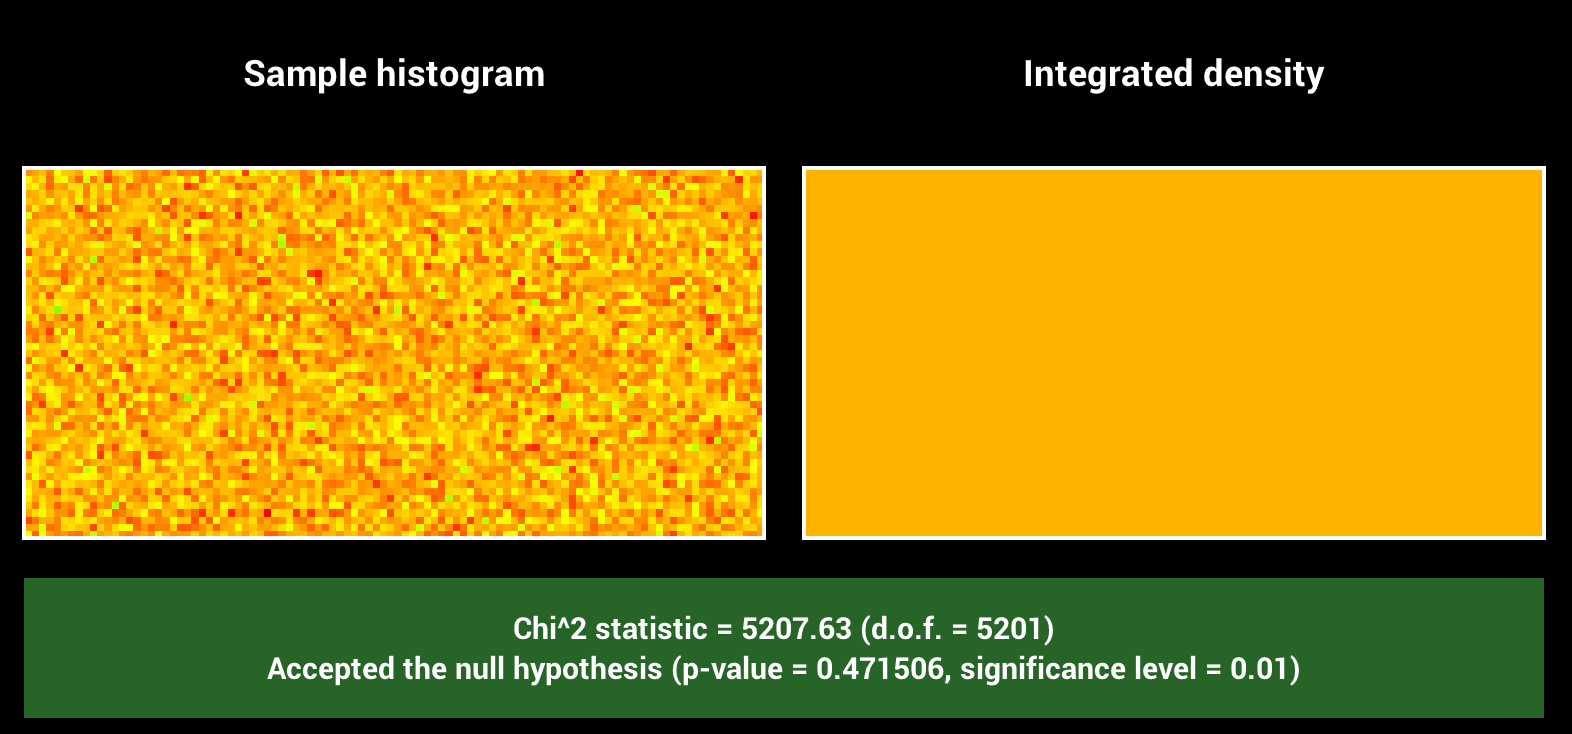 Sample histogram
Integrated density
Chi^2 statistic = 5207.63 (d.o.f. = 5201)
Accepted the null hypothesis (p-value = 0.471506, significance level = 0.01)